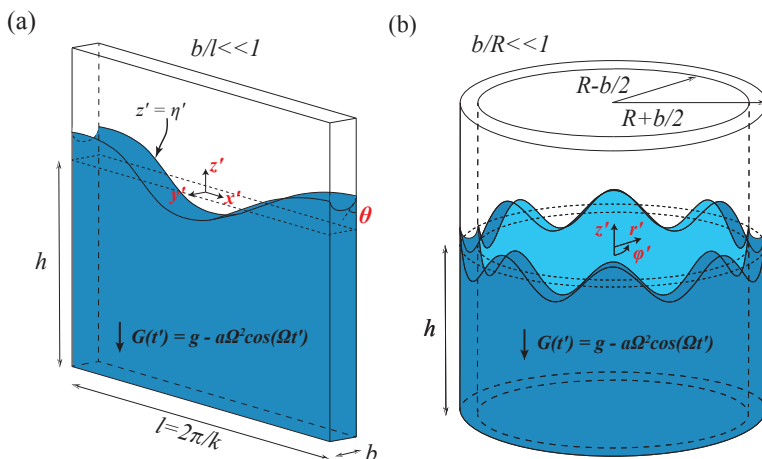 (a)
b/l<<1
z' = η'
z'
y'
x'
θ
h
G(t') = g - aΩ²cos(Ωt')
l=2π/k
b
(b)
b/R<<1
R-b/2
R+b/2
z'
r'
φ'
h
G(t') = g - aΩ²cos(Ωt')